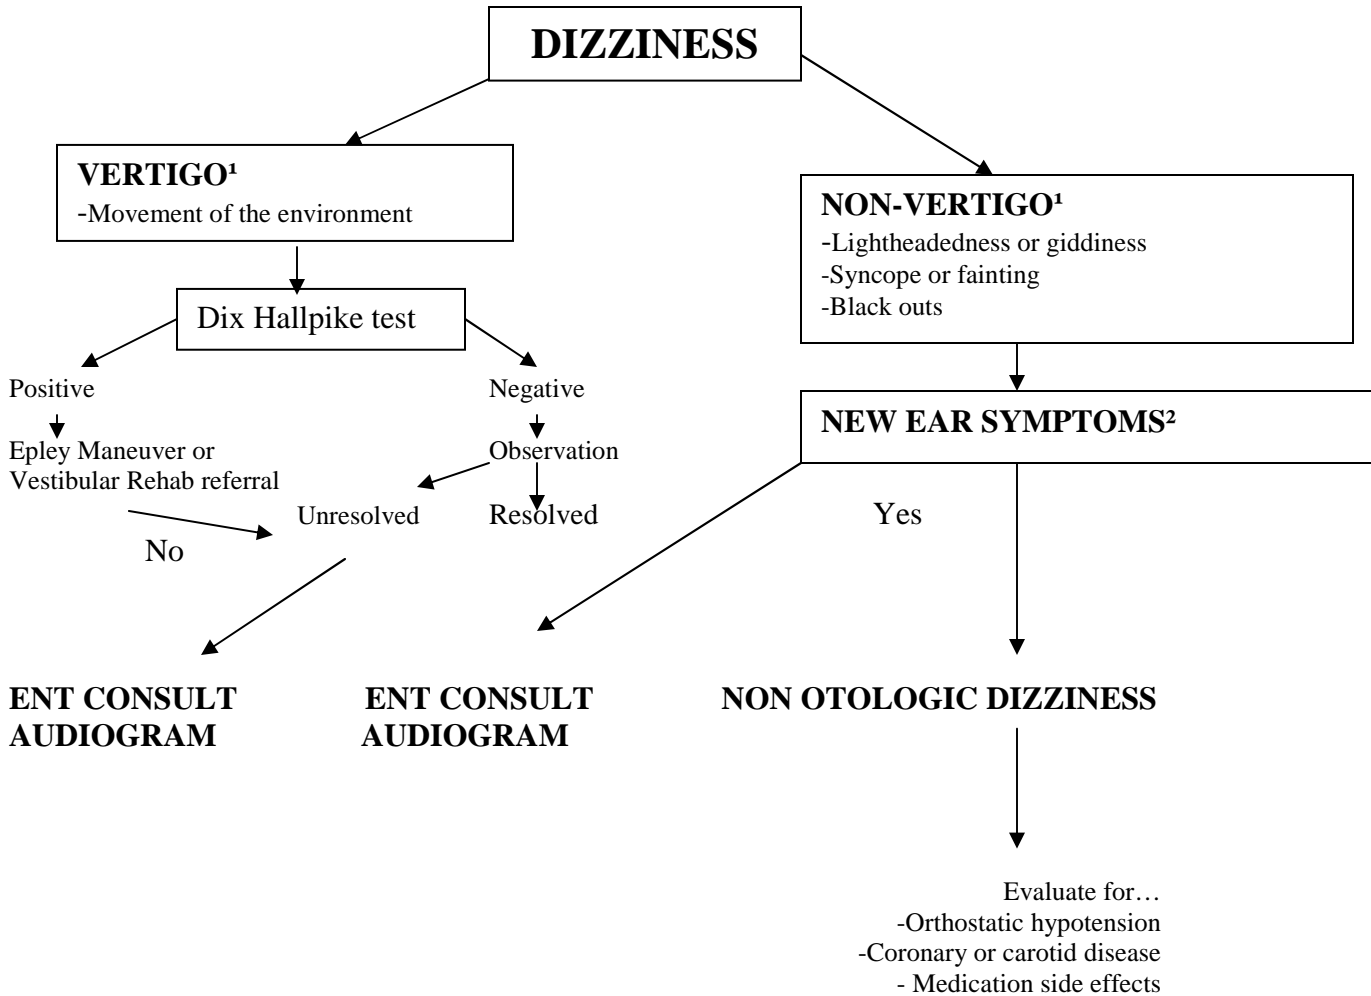 DIZZINESS
VERTIGO¹
-Movement of the environment
NON-VERTIGO¹
-Lightheadedness or giddiness
-Syncope or fainting
-Black outs
Dix Hallpike test
Positive
Negative
NEW EAR SYMPTOMS²
Epley Maneuver or
Vestibular Rehab referral
Observation
Unresolved
Resolved
Yes
No
ENT CONSULT
AUDIOGRAM
ENT CONSULT
AUDIOGRAM
NON OTOLOGIC DIZZINESS
Evaluate for…
-Orthostatic hypotension
-Coronary or carotid disease
- Medication side effects